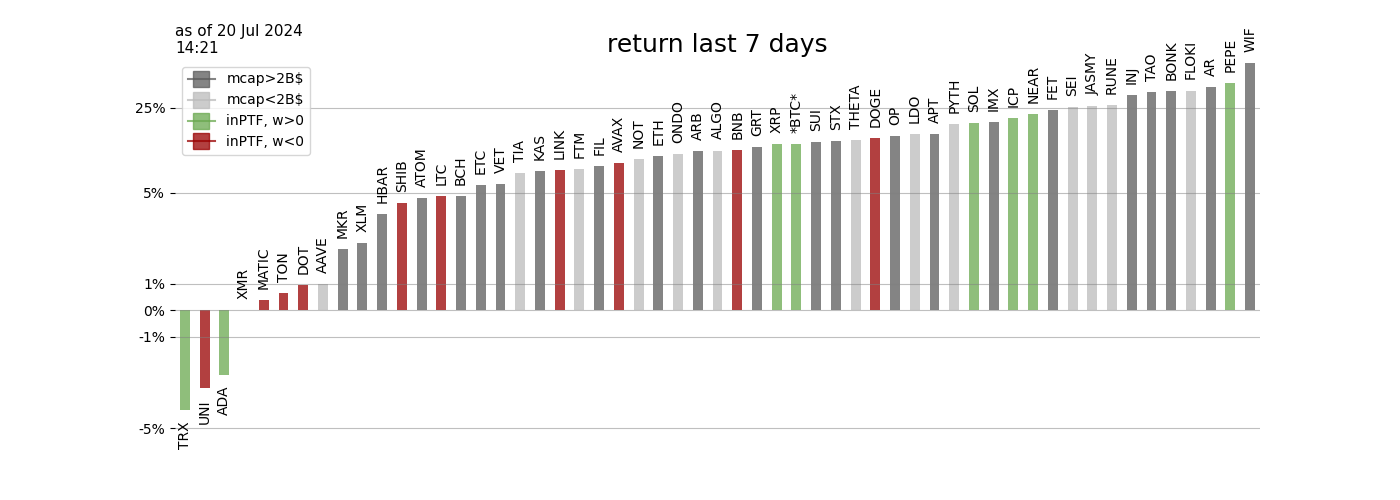 as of 20 Jul 2024
14:21
return last 7 days
mcap>2B$
mcap<2B$
inPTF, w>0
inPTF, w<0
25%
5%
1%
0%
-1%
-5%
TRX
UNI
ADA
XMR
MATIC
TON
DOT
AAVE
MKR
XLM
HBAR
SHIB
ATOM
LTC
BCH
ETC
VET
TIA
KAS
LINK
FTM
FIL
AVAX
NOT
ETH
ONDO
ARB
ALGO
BNB
GRT
XRP
*BTC*
SUI
STX
THETA
DOGE
OP
LDO
APT
PYTH
SOL
IMX
ICP
NEAR
FET
SEI
JASMY
RUNE
INJ
TAO
BONK
FLOKI
AR
PEPE
WIF